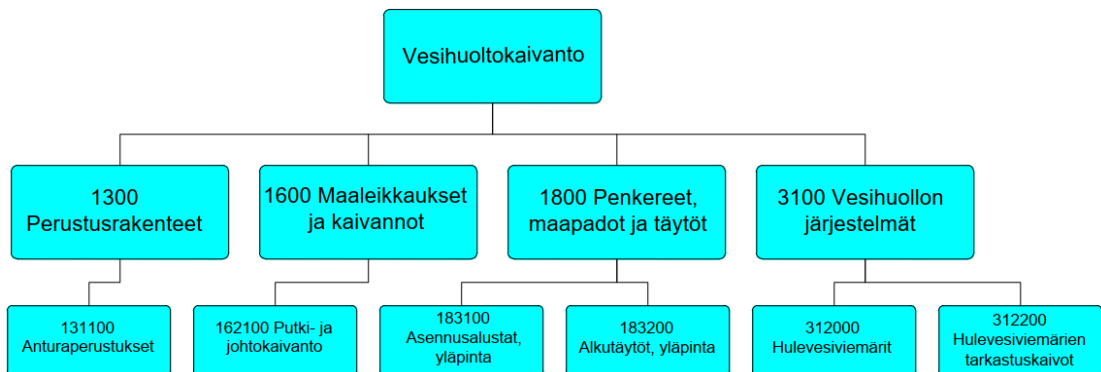 Vesihuoltokaivanto
1300
Perustusrakenteet
1600 Maaleikkaukset
ja kaivannot
1800 Penkereet,
maapadot ja täytöt
3100 Vesihuollon
järjestelmät
131100
Anturaperustukset
162100 Putki- ja
johtokaivanto
183100
Asennusalustat,
yläpinta
183200
Alkutäytöt, yläpinta
312000
Hulevesiviemärit
312200
Hulevesiviemärien
tarkastuskaivot